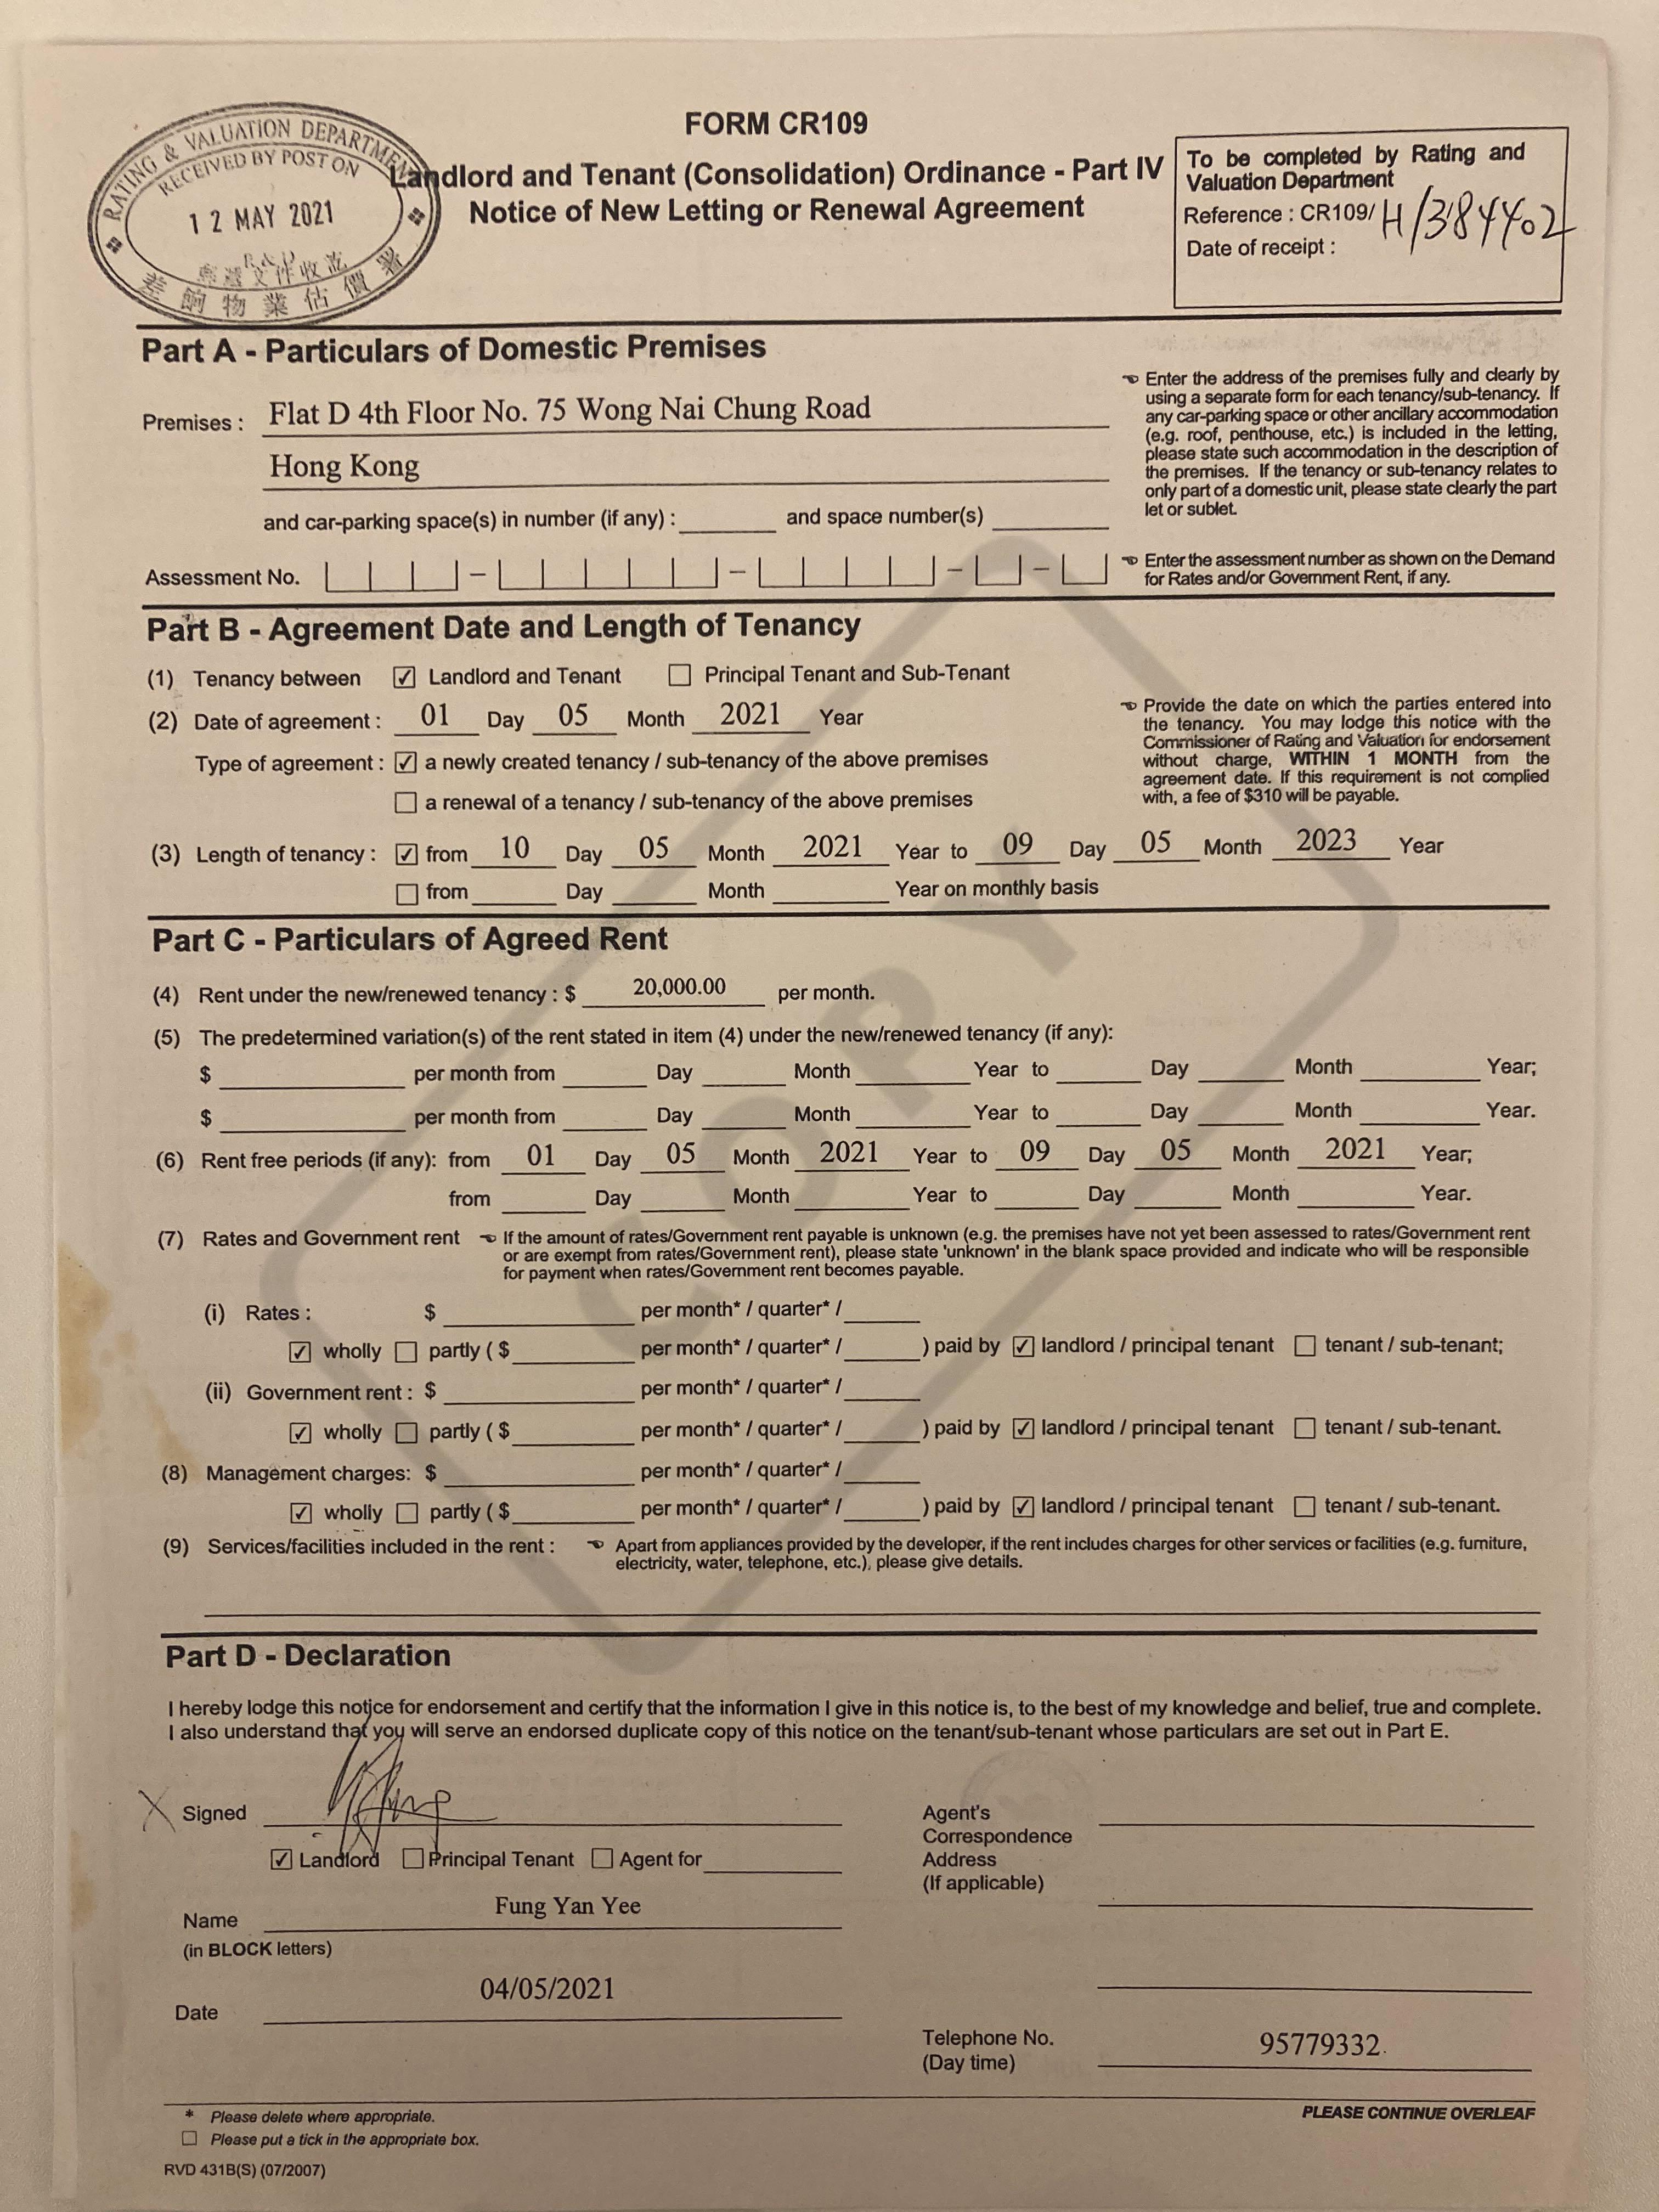 FORM CR109
Landlord and Tenant (Consolidation) Ordinance - Part IV
Notice of New Letting or Renewal Agreement
RATING & VALUATION DEPARTMENT
RECEIVED BY POST ON
12 MAY 2021
R&D
郵遞文件收訖
差餉物業估價署
To be completed by Rating and
Valuation Department
Reference : CR109/ H/384402
Date of receipt :
Part A - Particulars of Domestic Premises
Premises : Flat D 4th Floor No. 75 Wong Nai Chung Road
Hong Kong
and car-parking space(s) in number (if any) : and space number(s)
☜ Enter the address of the premises fully and clearly by
using a separate form for each tenancy/sub-tenancy. If
any car-parking space or other ancillary accommodation
(e.g. roof, penthouse, etc.) is included in the letting,
please state such accommodation in the description of
the premises. If the tenancy or sub-tenancy relates to
only part of a domestic unit, please state clearly the part
let or sublet.
Assessment No. – – – –
☜ Enter the assessment number as shown on the Demand
for Rates and/or Government Rent, if any.
Part B - Agreement Date and Length of Tenancy
(1) Tenancy between ☑ Landlord and Tenant ☐ Principal Tenant and Sub-Tenant
(2) Date of agreement : 01 Day 05 Month 2021 Year
Type of agreement : ☑ a newly created tenancy / sub-tenancy of the above premises
☐ a renewal of a tenancy / sub-tenancy of the above premises
☜ Provide the date on which the parties entered into
the tenancy. You may lodge this notice with the
Commissioner of Rating and Valuation for endorsement
without charge, WITHIN 1 MONTH from the
agreement date. If this requirement is not complied
with, a fee of $310 will be payable.
(3) Length of tenancy : ☑ from 10 Day 05 Month 2021 Year to 09 Day 05 Month 2023 Year
☐ from Day Month Year on monthly basis
Part C - Particulars of Agreed Rent
(4) Rent under the new/renewed tenancy : $ 20,000.00 per month.
(5) The predetermined variation(s) of the rent stated in item (4) under the new/renewed tenancy (if any):
$ per month from Day Month Year to Day Month Year;
$ per month from Day Month Year to Day Month Year.
(6) Rent free periods (if any): from 01 Day 05 Month 2021 Year to 09 Day 05 Month 2021 Year;
from Day Month Year to Day Month Year.
(7) Rates and Government rent ☜ If the amount of rates/Government rent payable is unknown (e.g. the premises have not yet been assessed to rates/Government rent
or are exempt from rates/Government rent), please state 'unknown' in the blank space provided and indicate who will be responsible
for payment when rates/Government rent becomes payable.
(i) Rates : $ per month* / quarter* /
☑ wholly ☐ partly ( $ per month* / quarter* / ) paid by ☑ landlord / principal tenant ☐ tenant / sub-tenant;
(ii) Government rent : $ per month* / quarter* /
☑ wholly ☐ partly ( $ per month* / quarter* / ) paid by ☑ landlord / principal tenant ☐ tenant / sub-tenant.
(8) Management charges: $ per month* / quarter* /
☑ wholly ☐ partly ( $ per month* / quarter* / ) paid by ☑ landlord / principal tenant ☐ tenant / sub-tenant.
(9) Services/facilities included in the rent : ☜ Apart from appliances provided by the developer, if the rent includes charges for other services or facilities (e.g. furniture,
electricity, water, telephone, etc.), please give details.
COPY
Part D - Declaration
I hereby lodge this notice for endorsement and certify that the information I give in this notice is, to the best of my knowledge and belief, true and complete.
I also understand that you will serve an endorsed duplicate copy of this notice on the tenant/sub-tenant whose particulars are set out in Part E.
X Signed
☑ Landlord ☐ Principal Tenant ☐ Agent for
Name Fung Yan Yee
(in BLOCK letters)
Date 04/05/2021
Agent's
Correspondence
Address
(If applicable)
Telephone No. 95779332
(Day time)
* Please delete where appropriate.
☐ Please put a tick in the appropriate box.
PLEASE CONTINUE OVERLEAF
RVD 431B(S) (07/2007)